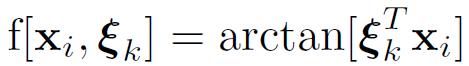 f[𝐱ᵢ, 𝛏ₖ] = arctan[𝛏ₖᵀ𝐱ᵢ]